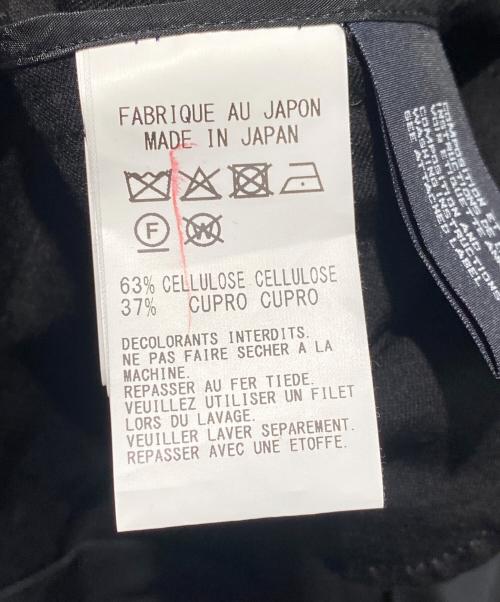 FABRIQUE AU JAPON
MADE IN JAPAN
F W
63% CELLULOSE CELLULOSE
37% CUPRO CUPRO
DECOLORANTS INTERDITS.
NE PAS FAIRE SECHER A LA
MACHINE.
REPASSER AU FER TIEDE.
VEUILLEZ UTILISER UN FILET
LORS DU LAVAGE.
VEUILLER LAVER SEPAREMENT.
REPASSER AVEC UNE ETOFFE.